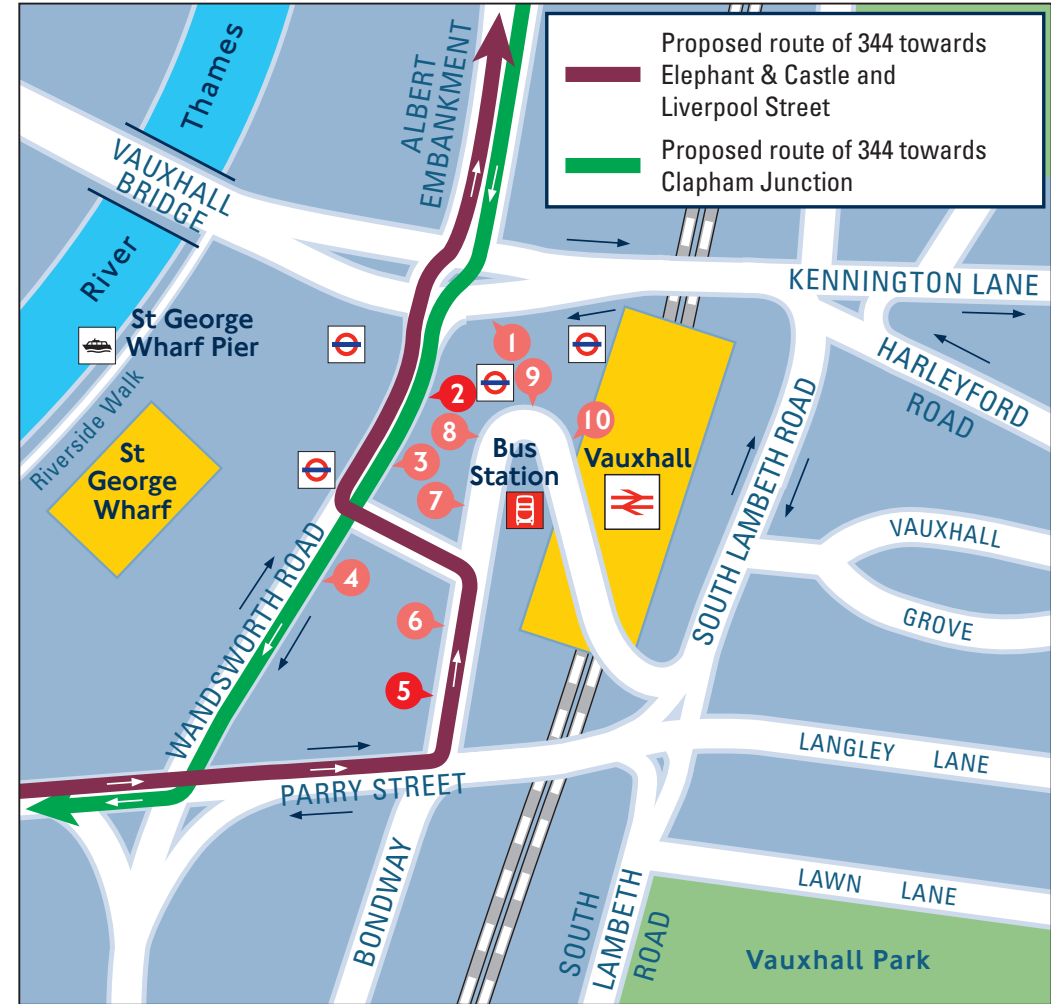 Proposed route of 344 towards
Elephant & Castle and
Liverpool Street
Proposed route of 344 towards
Clapham Junction
Thames
River
VAUXHALL
BRIDGE
ALBERT
EMBANKMENT
KENNINGTON LANE
HARLEYFORD
ROAD
St George
Wharf Pier
Riverside Walk
St
George
Wharf
1
2
3
4
5
6
7
8
9
10
Bus
Station
Vauxhall
SOUTH LAMBETH ROAD
VAUXHALL
GROVE
WANDSWORTH ROAD
PARRY STREET
LANGLEY LANE
LAWN LANE
BONDWAY
SOUTH
LAMBETH
ROAD
Vauxhall Park